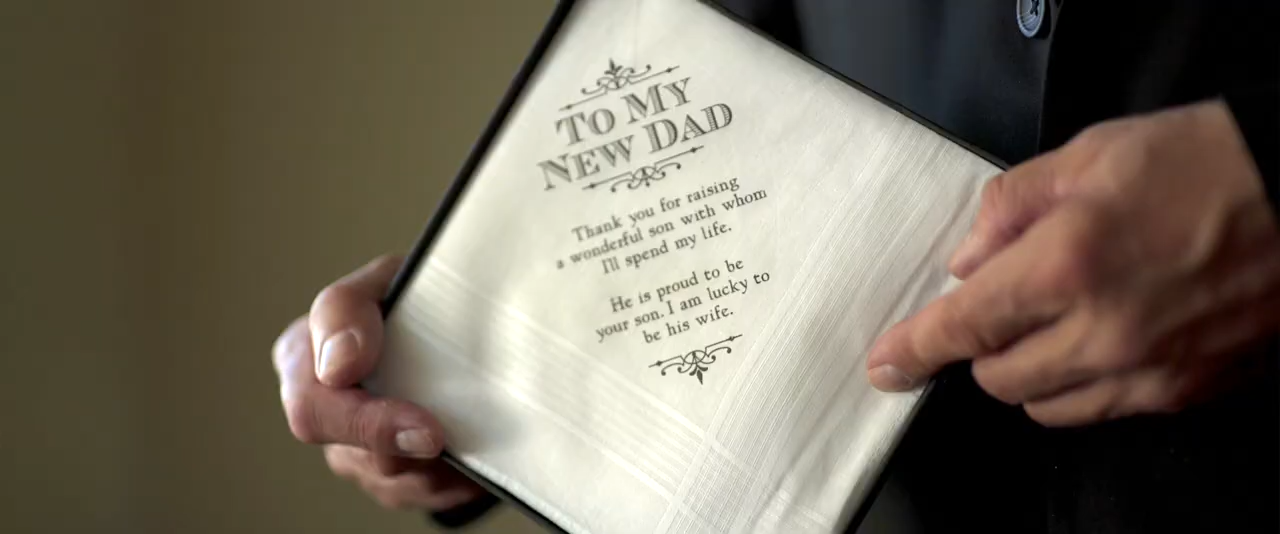 TO MY
NEW DAD
Thank you for raising
a wonderful son with whom
I'll spend my life.
He is proud to be
your son. I am lucky to
be his wife.